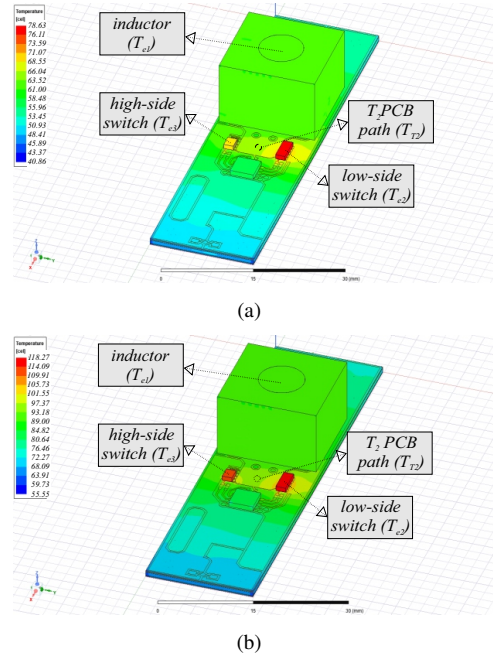 Temperature
[cel]
78.63
76.11
73.59
71.07
68.55
66.04
63.52
61.00
58.48
55.96
53.45
50.93
48.41
45.89
43.37
40.86
inductor
(Te1)
high-side
switch (Te3)
T2PCB
path (TT2)
low-side
switch (Te2)
Z
Y
X
0
15
30 (mm)
(a)
Temperature
[cel]
118.27
114.09
109.91
105.73
101.55
97.37
93.18
89.00
84.82
80.64
76.46
72.27
68.09
63.91
59.73
55.55
inductor
(Te1)
high-side
switch (Te3)
T2 PCB
path (TT2)
low-side
switch (Te2)
Z
Y
X
0
15
30 (mm)
(b)